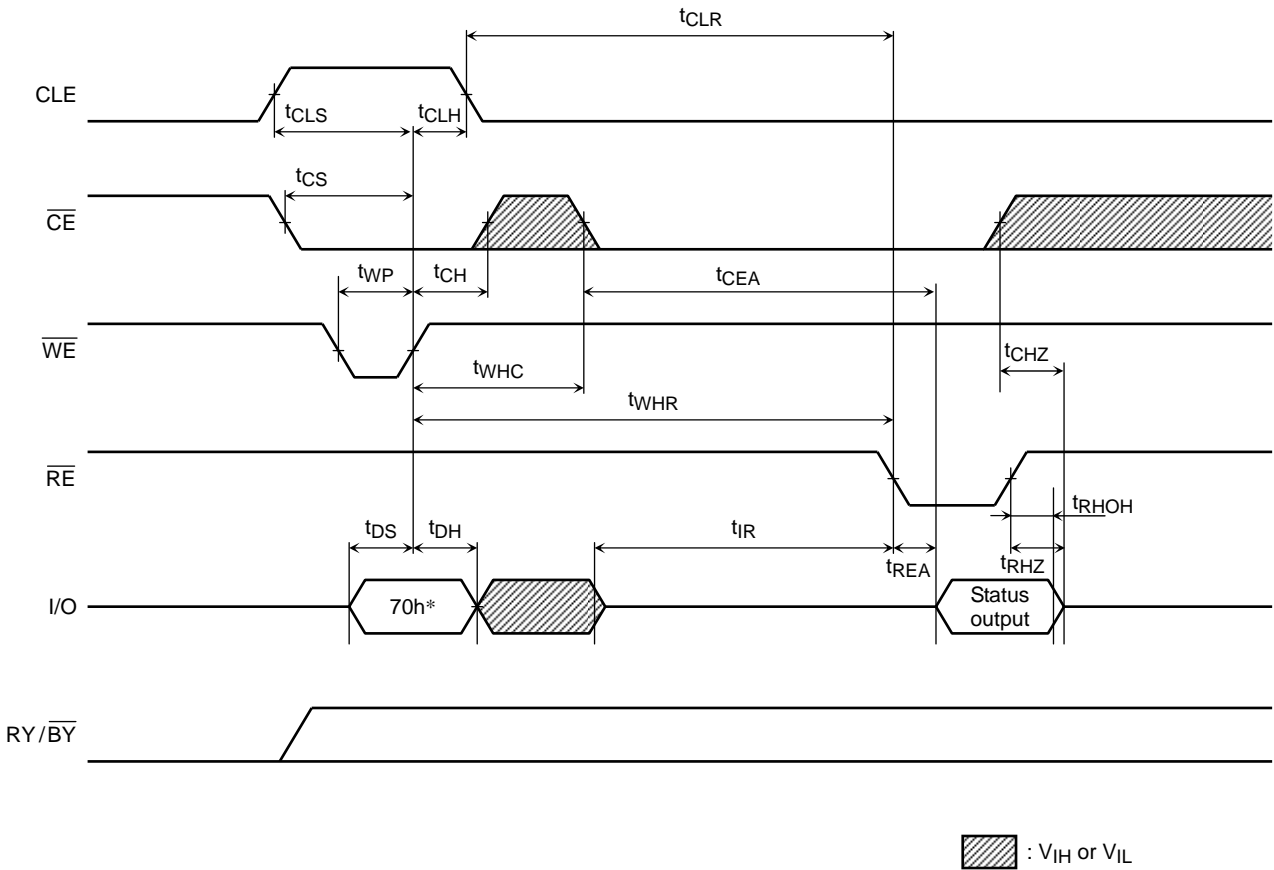 tCLR
CLE
tCLS
tCLH
tCS
CE
tWP
tCH
tCEA
WE
tCHZ
tWHC
tWHR
RE
tRHOH
tDS
tDH
tIR
tREA
tRHZ
I/O
70h*
Status
output
RY/BY
: VIH or VIL